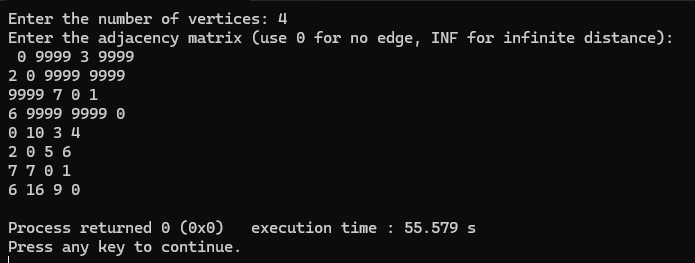 Enter the number of vertices: 4
Enter the adjacency matrix (use 0 for no edge, INF for infinite distance):
 0 9999 3 9999
2 0 9999 9999
9999 7 0 1
6 9999 9999 0
0 10 3 4
2 0 5 6
7 7 0 1
6 16 9 0

Process returned 0 (0x0)   execution time : 55.579 s
Press any key to continue.